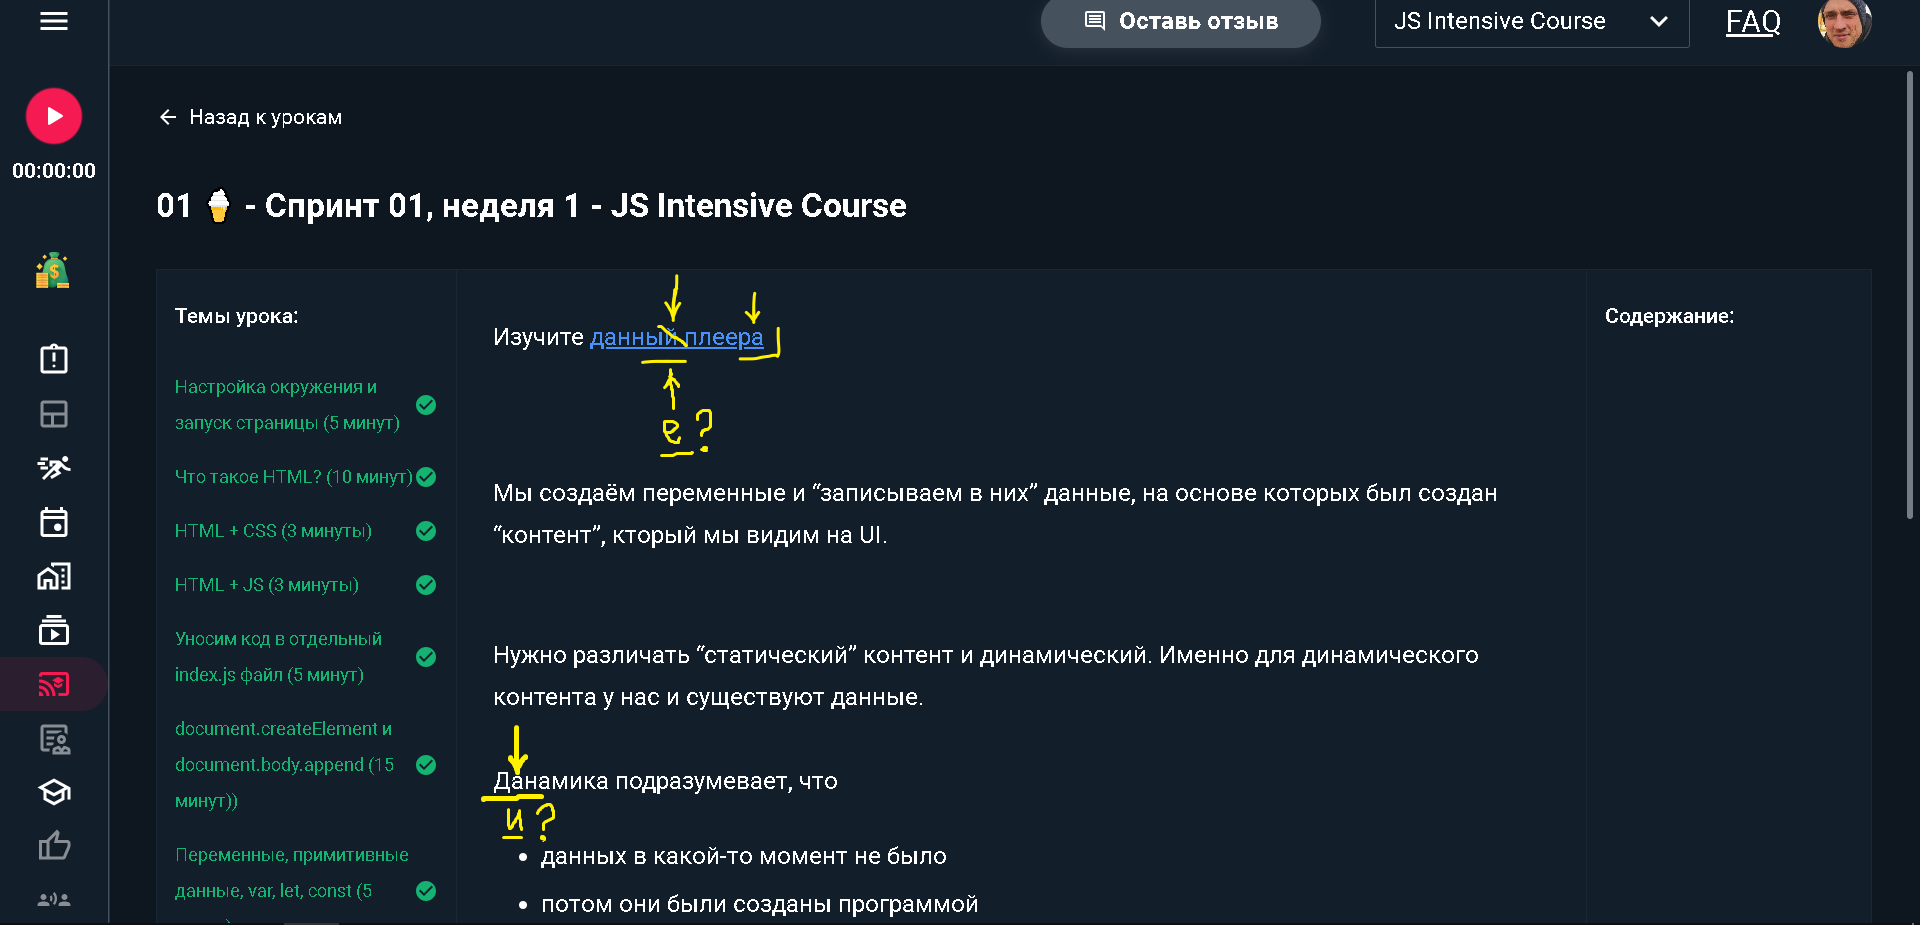 Оставь отзыв
JS Intensive Course
FAQ
00:00:00
Назад к урокам
01 🍦 - Спринт 01, неделя 1 - JS Intensive Course
Темы урока:
Настройка окружения и
запуск страницы (5 минут)
Что такое HTML? (10 минут)
HTML + CSS (3 минуты)
HTML + JS (3 минуты)
Уносим код в отдельный
index.js файл (5 минут)
document.createElement и
document.body.append (15
минут))
Переменные, примитивные
данные, var, let, const (5
Изучите данный плеера
е?
Мы создаём переменные и “записываем в них” данные, на основе которых был создан
“контент”, кторый мы видим на UI.
Нужно различать “статический” контент и динамический. Именно для динамического
контента у нас и существуют данные.
Данамика подразумевает, что
и?
• данных в какой-то момент не было
• потом они были созданы программой
Содержание: